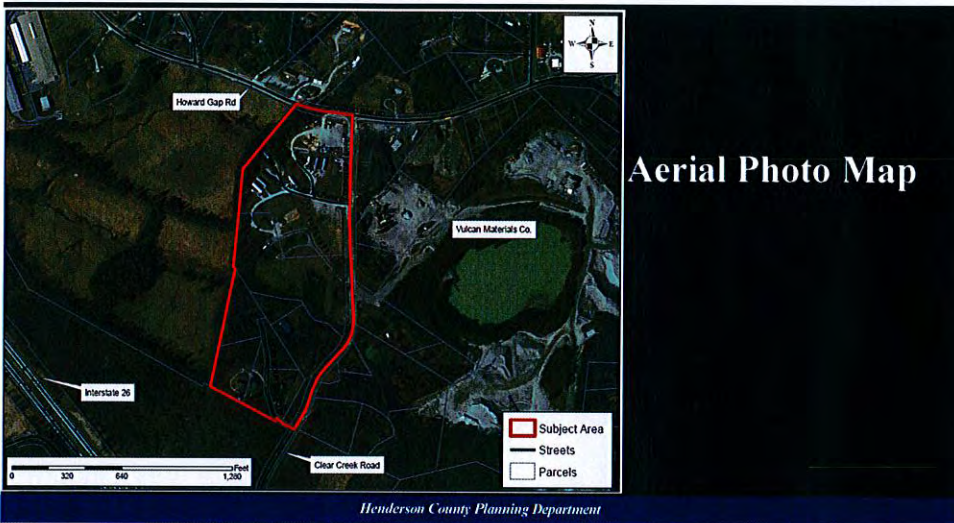 N
W E
S
Howard Gap Rd
Aerial Photo Map
Vulcan Materials Co.
Interstate 26
Subject Area
Streets
Parcels
Clear Creek Road
Feet
0 320 640 1,280
Henderson County Planning Department